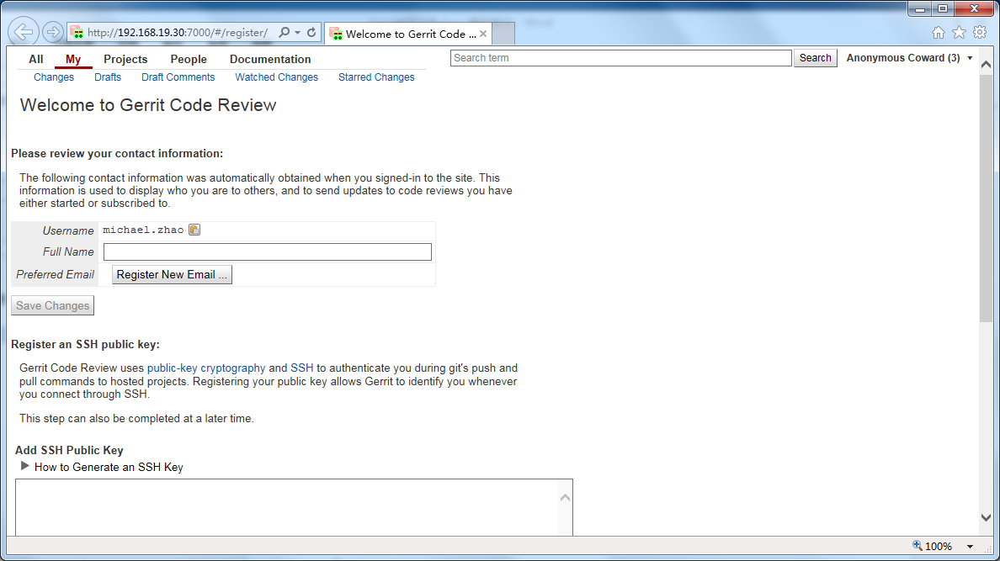 http://192.168.19.30:7000/#/register/
Welcome to Gerrit Code ...
All My Projects People Documentation
Search term
Search
Anonymous Coward (3)
Changes Drafts Draft Comments Watched Changes Starred Changes
Welcome to Gerrit Code Review
Please review your contact information:
The following contact information was automatically obtained when you signed-in to the site. This
information is used to display who you are to others, and to send updates to code reviews you have
either started or subscribed to.
Username michael.zhao
Full Name
Preferred Email Register New Email ...
Save Changes
Register an SSH public key:
Gerrit Code Review uses public-key cryptography and SSH to authenticate you during git's push and
pull commands to hosted projects. Registering your public key allows Gerrit to identify you whenever
you connect through SSH.
This step can also be completed at a later time.
Add SSH Public Key
How to Generate an SSH Key
100%